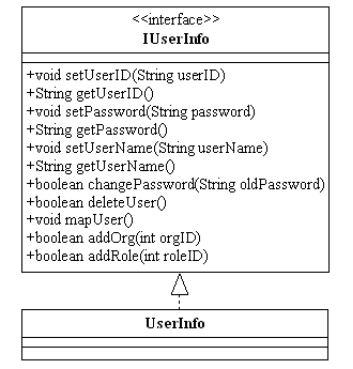 <<interface>>
IUserInfo
+void setUserID(String userID)
+String getUserID()
+void setPassword(String password)
+String getPassword()
+void setUserName(String userName)
+String getUserName()
+boolean changePassword(String oldPassword)
+boolean deleteUser()
+void mapUser()
+boolean addOrg(int orgID)
+boolean addRole(int roleID)
UserInfo